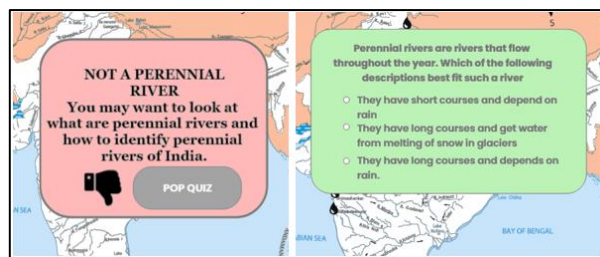 NOT A PERENNIAL
RIVER
You may want to look at
what are perennial rivers and
how to identify perennial
rivers of India.
POP QUIZ
AN SEA
Perennial rivers are rivers that flow
throughout the year. Which of the following
descriptions best fit such a river
They have short courses and depend on
rain
They have long courses and get water
from melting of snow in glaciers
They have long courses and depends on
rain.
S
BIAN SEA
BAY OF BENGAL